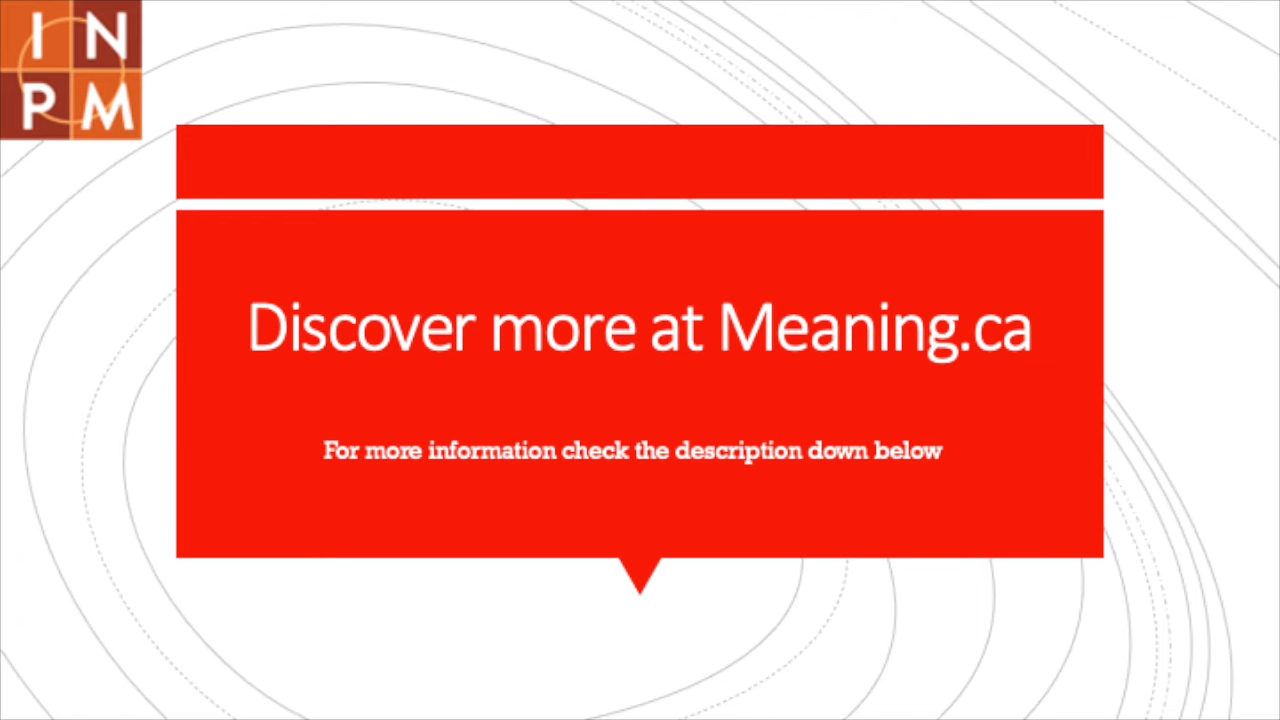 I N
P M
Discover more at Meaning.ca
For more information check the description down below